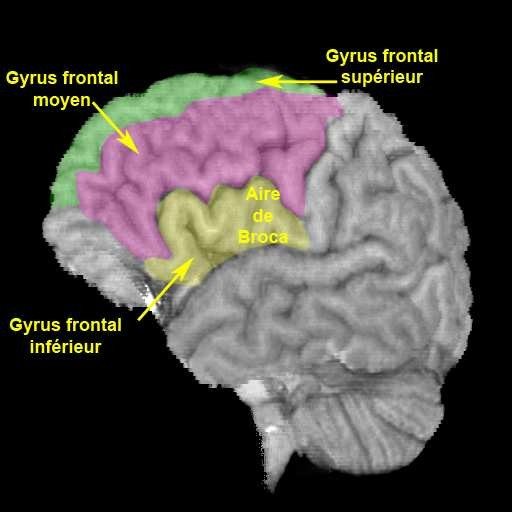 Gyrus frontal
supérieur
Gyrus frontal
moyen
Aire
de
Broca
Gyrus frontal
inférieur